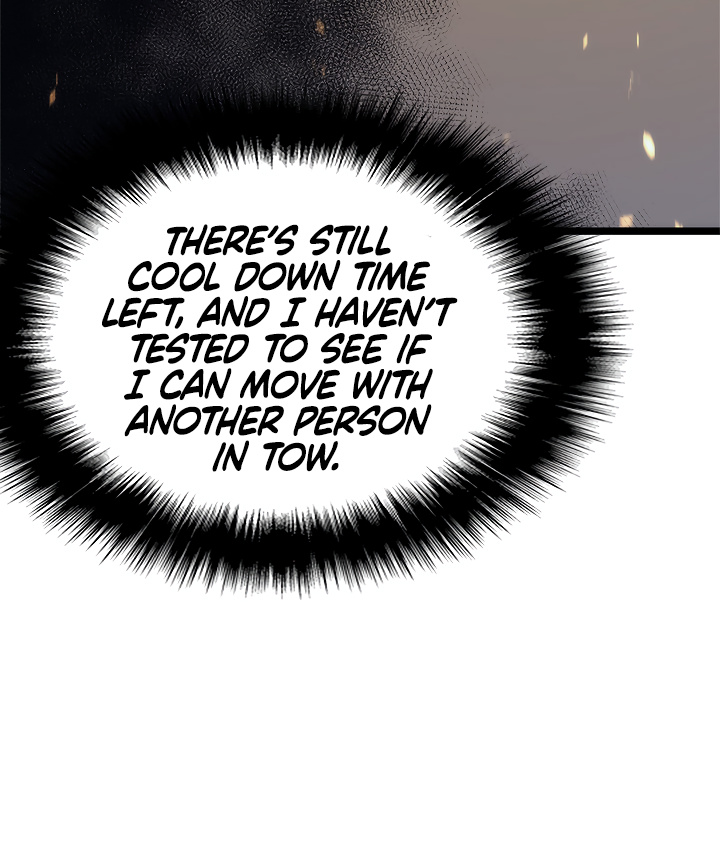 THERE'S STILL
COOL DOWN TIME
LEFT, AND I HAVEN'T
TESTED TO SEE IF
I CAN MOVE WITH
ANOTHER PERSON
IN TOW.